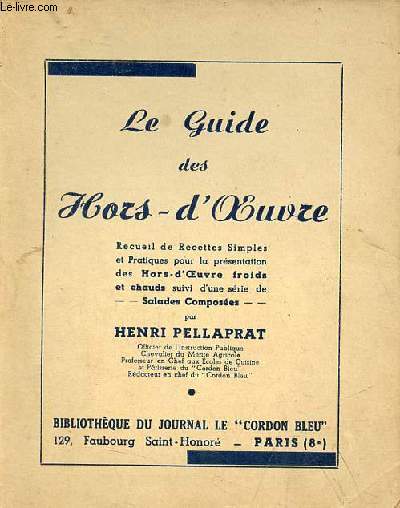 Le-livre.com
Le Guide
des
Hors-d'Œuvre
Recueil de Recettes Simples
et Pratiques pour la présentation
des Hors-d'Œuvre froids
et chauds suivi d'une série de
— — Salades Composées — —
par
HENRI PELLAPRAT
Officier de l'Instruction Publique
Chevalier du Mérite Agricole
Professeur en Chef aux Ecoles de Cuisine
et Pâtisserie du "Cordon Bleu"
Rédacteur en chef du "Cordon Bleu"
BIBLIOTHÈQUE DU JOURNAL LE "CORDON BLEU"
129, Faubourg Saint-Honoré — PARIS (8e)